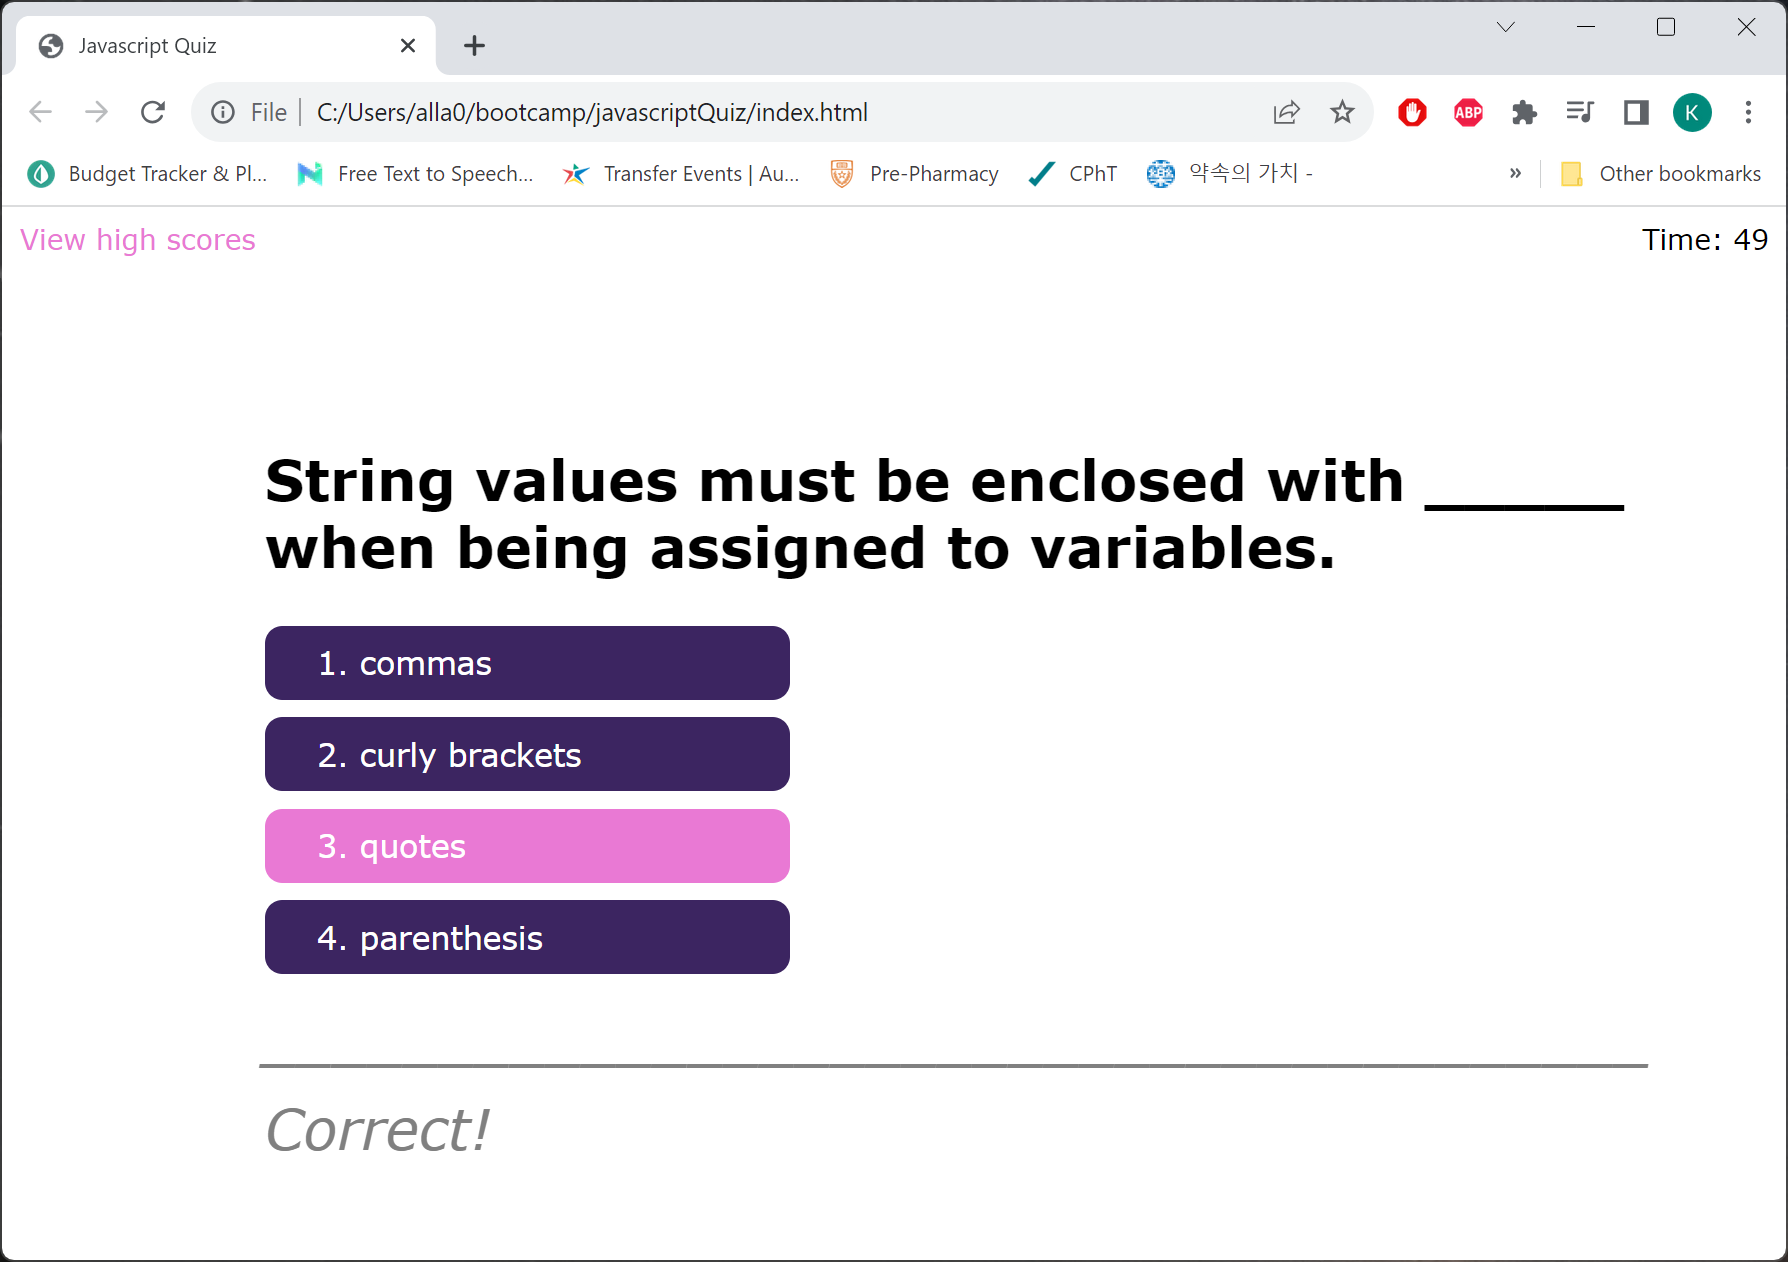 Javascript Quiz
File C:/Users/alla0/bootcamp/javascriptQuiz/index.html ABP K
Budget Tracker & Pl... Free Text to Speech... Transfer Events | Au... Pre-Pharmacy CPhT 약속의 가치 - » Other bookmarks
View high scores Time: 49
String values must be enclosed with ______
when being assigned to variables.
1. commas
2. curly brackets
3. quotes
4. parenthesis
Correct!